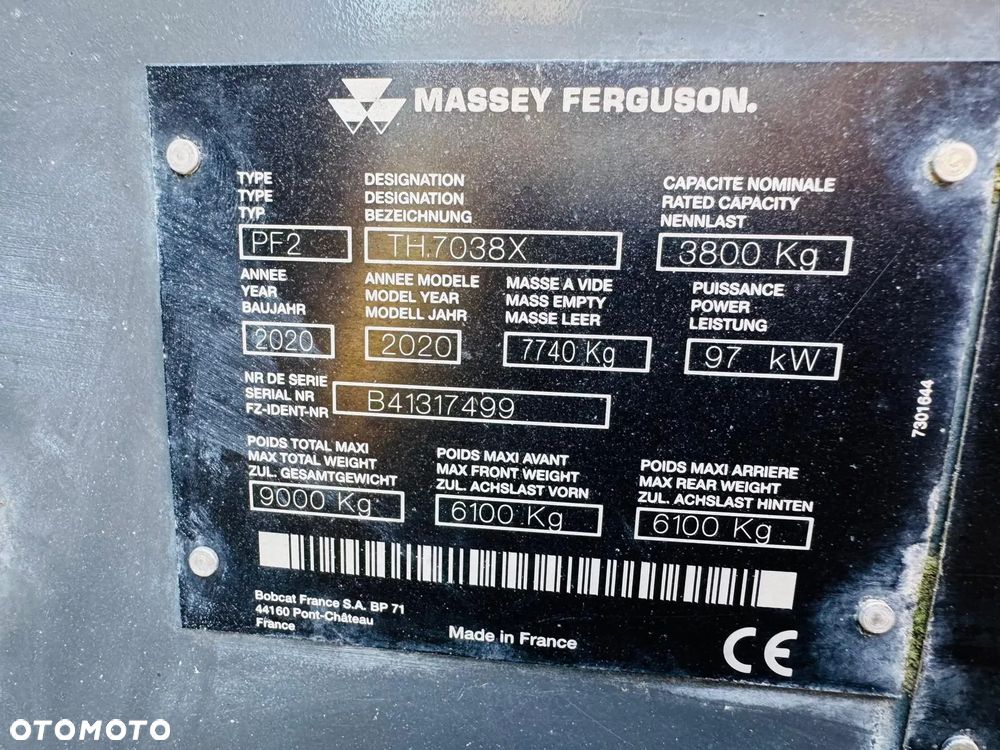 MASSEY FERGUSON.
TYPE
TYPE
TYP
PF2
DESIGNATION
DESIGNATION
BEZEICHNUNG
TH.7038X
CAPACITE NOMINALE
RATED CAPACITY
NENNLAST
3800 Kg
ANNÉE
YEAR
BAUJAHR
2020
ANNEE MODELE
MODEL YEAR
MODELL JAHR
2020
MASSE A VIDE
MASS EMPTY
MASSE LEER
7740 Kg
PUISSANCE
POWER
LEISTUNG
97 kW
NR DE SERIE
SERIAL NR
FZ-IDENT-NR
B41317499
7301644
POIDS TOTAL MAXI
MAX TOTAL WEIGHT
ZUL. GESAMTGEWICHT
9000 Kg
POIDS MAXI AVANT
MAX FRONT WEIGHT
ZUL. ACHSLAST VORN
6100 Kg
POIDS MAXI ARRIERE
MAX REAR WEIGHT
ZUL. ACHSLAST HINTEN
6100 Kg
Bobcat France S.A. BP 71
44160 Pont-Château
France
Made in France
CE
OTOMOTO